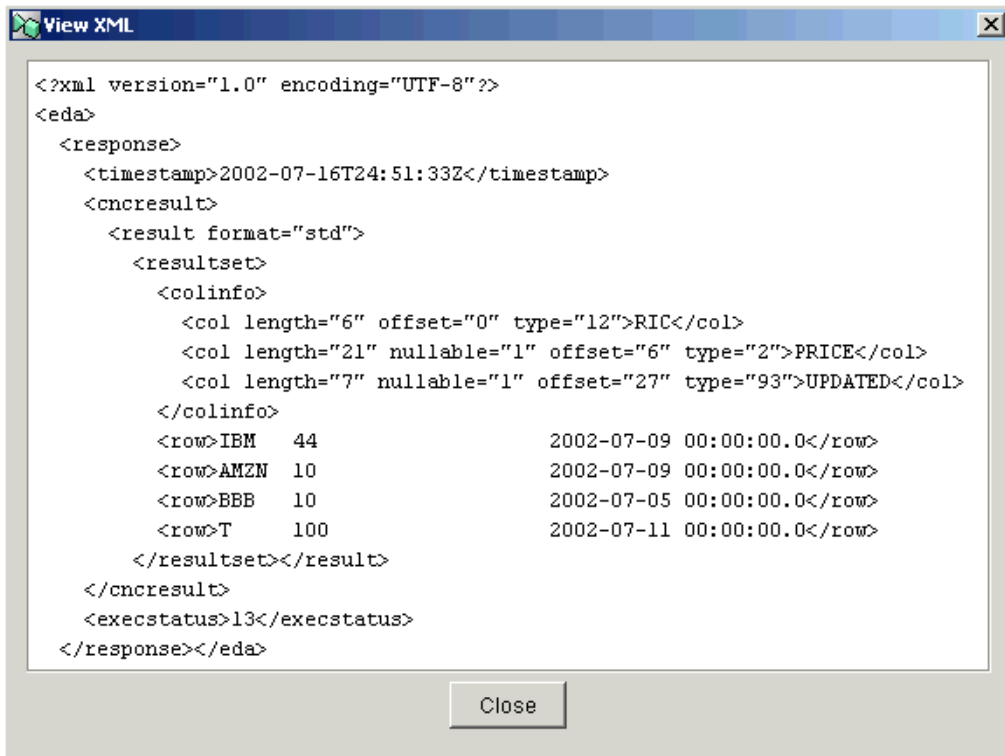 View XML
<?xml version="1.0" encoding="UTF-8"?>
<eda>
  <response>
    <timestamp>2002-07-16T24:51:33Z</timestamp>
    <cncresult>
      <result format="std">
        <resultset>
          <colinfo>
            <col length="6" offset="0" type="12">RIC</col>
            <col length="21" nullable="1" offset="6" type="2">PRICE</col>
            <col length="7" nullable="1" offset="27" type="93">UPDATED</col>
          </colinfo>
          <row>IBM   44                   2002-07-09 00:00:00.0</row>
          <row>AMZN  10                   2002-07-09 00:00:00.0</row>
          <row>BBB   10                   2002-07-05 00:00:00.0</row>
          <row>T     100                  2002-07-11 00:00:00.0</row>
        </resultset></result>
    </cncresult>
    <execstatus>13</execstatus>
  </response></eda>
Close